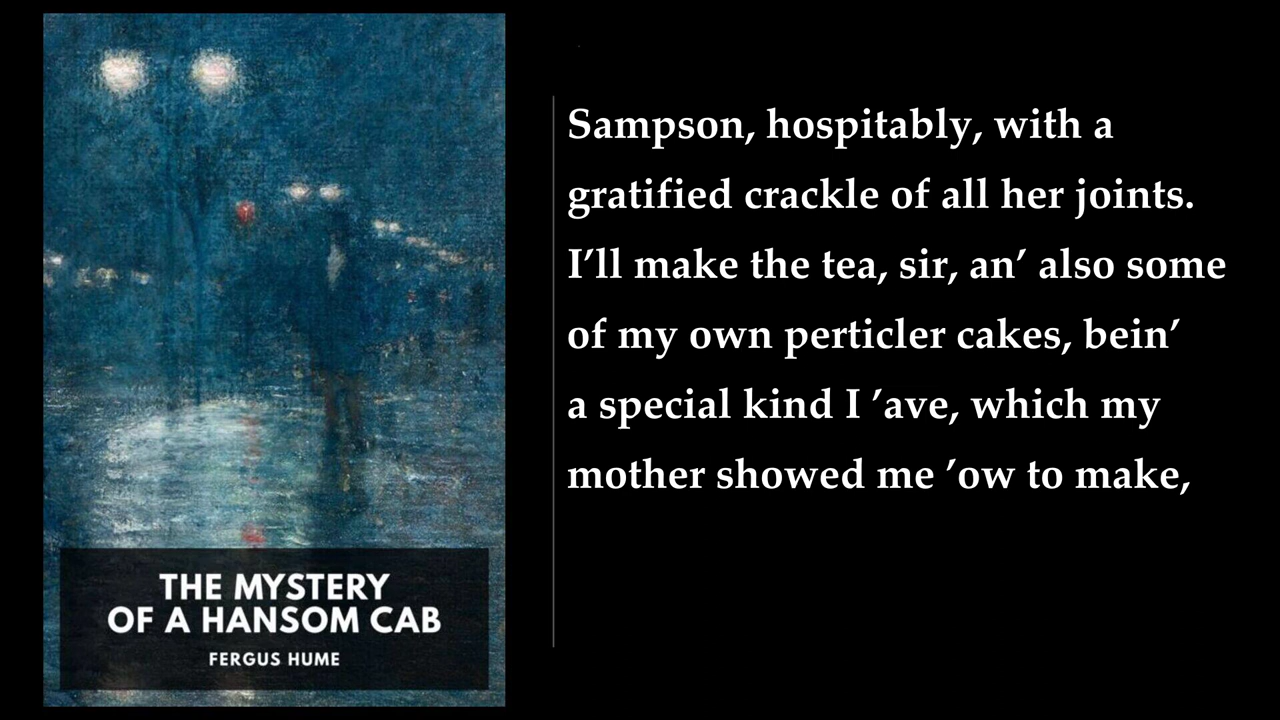 THE MYSTERY
OF A HANSOM CAB
FERGUS HUME
Sampson, hospitably, with a
gratified crackle of all her joints.
I’ll make the tea, sir, an’ also some
of my own perticler cakes, bein’
a special kind I ’ave, which my
mother showed me ’ow to make,